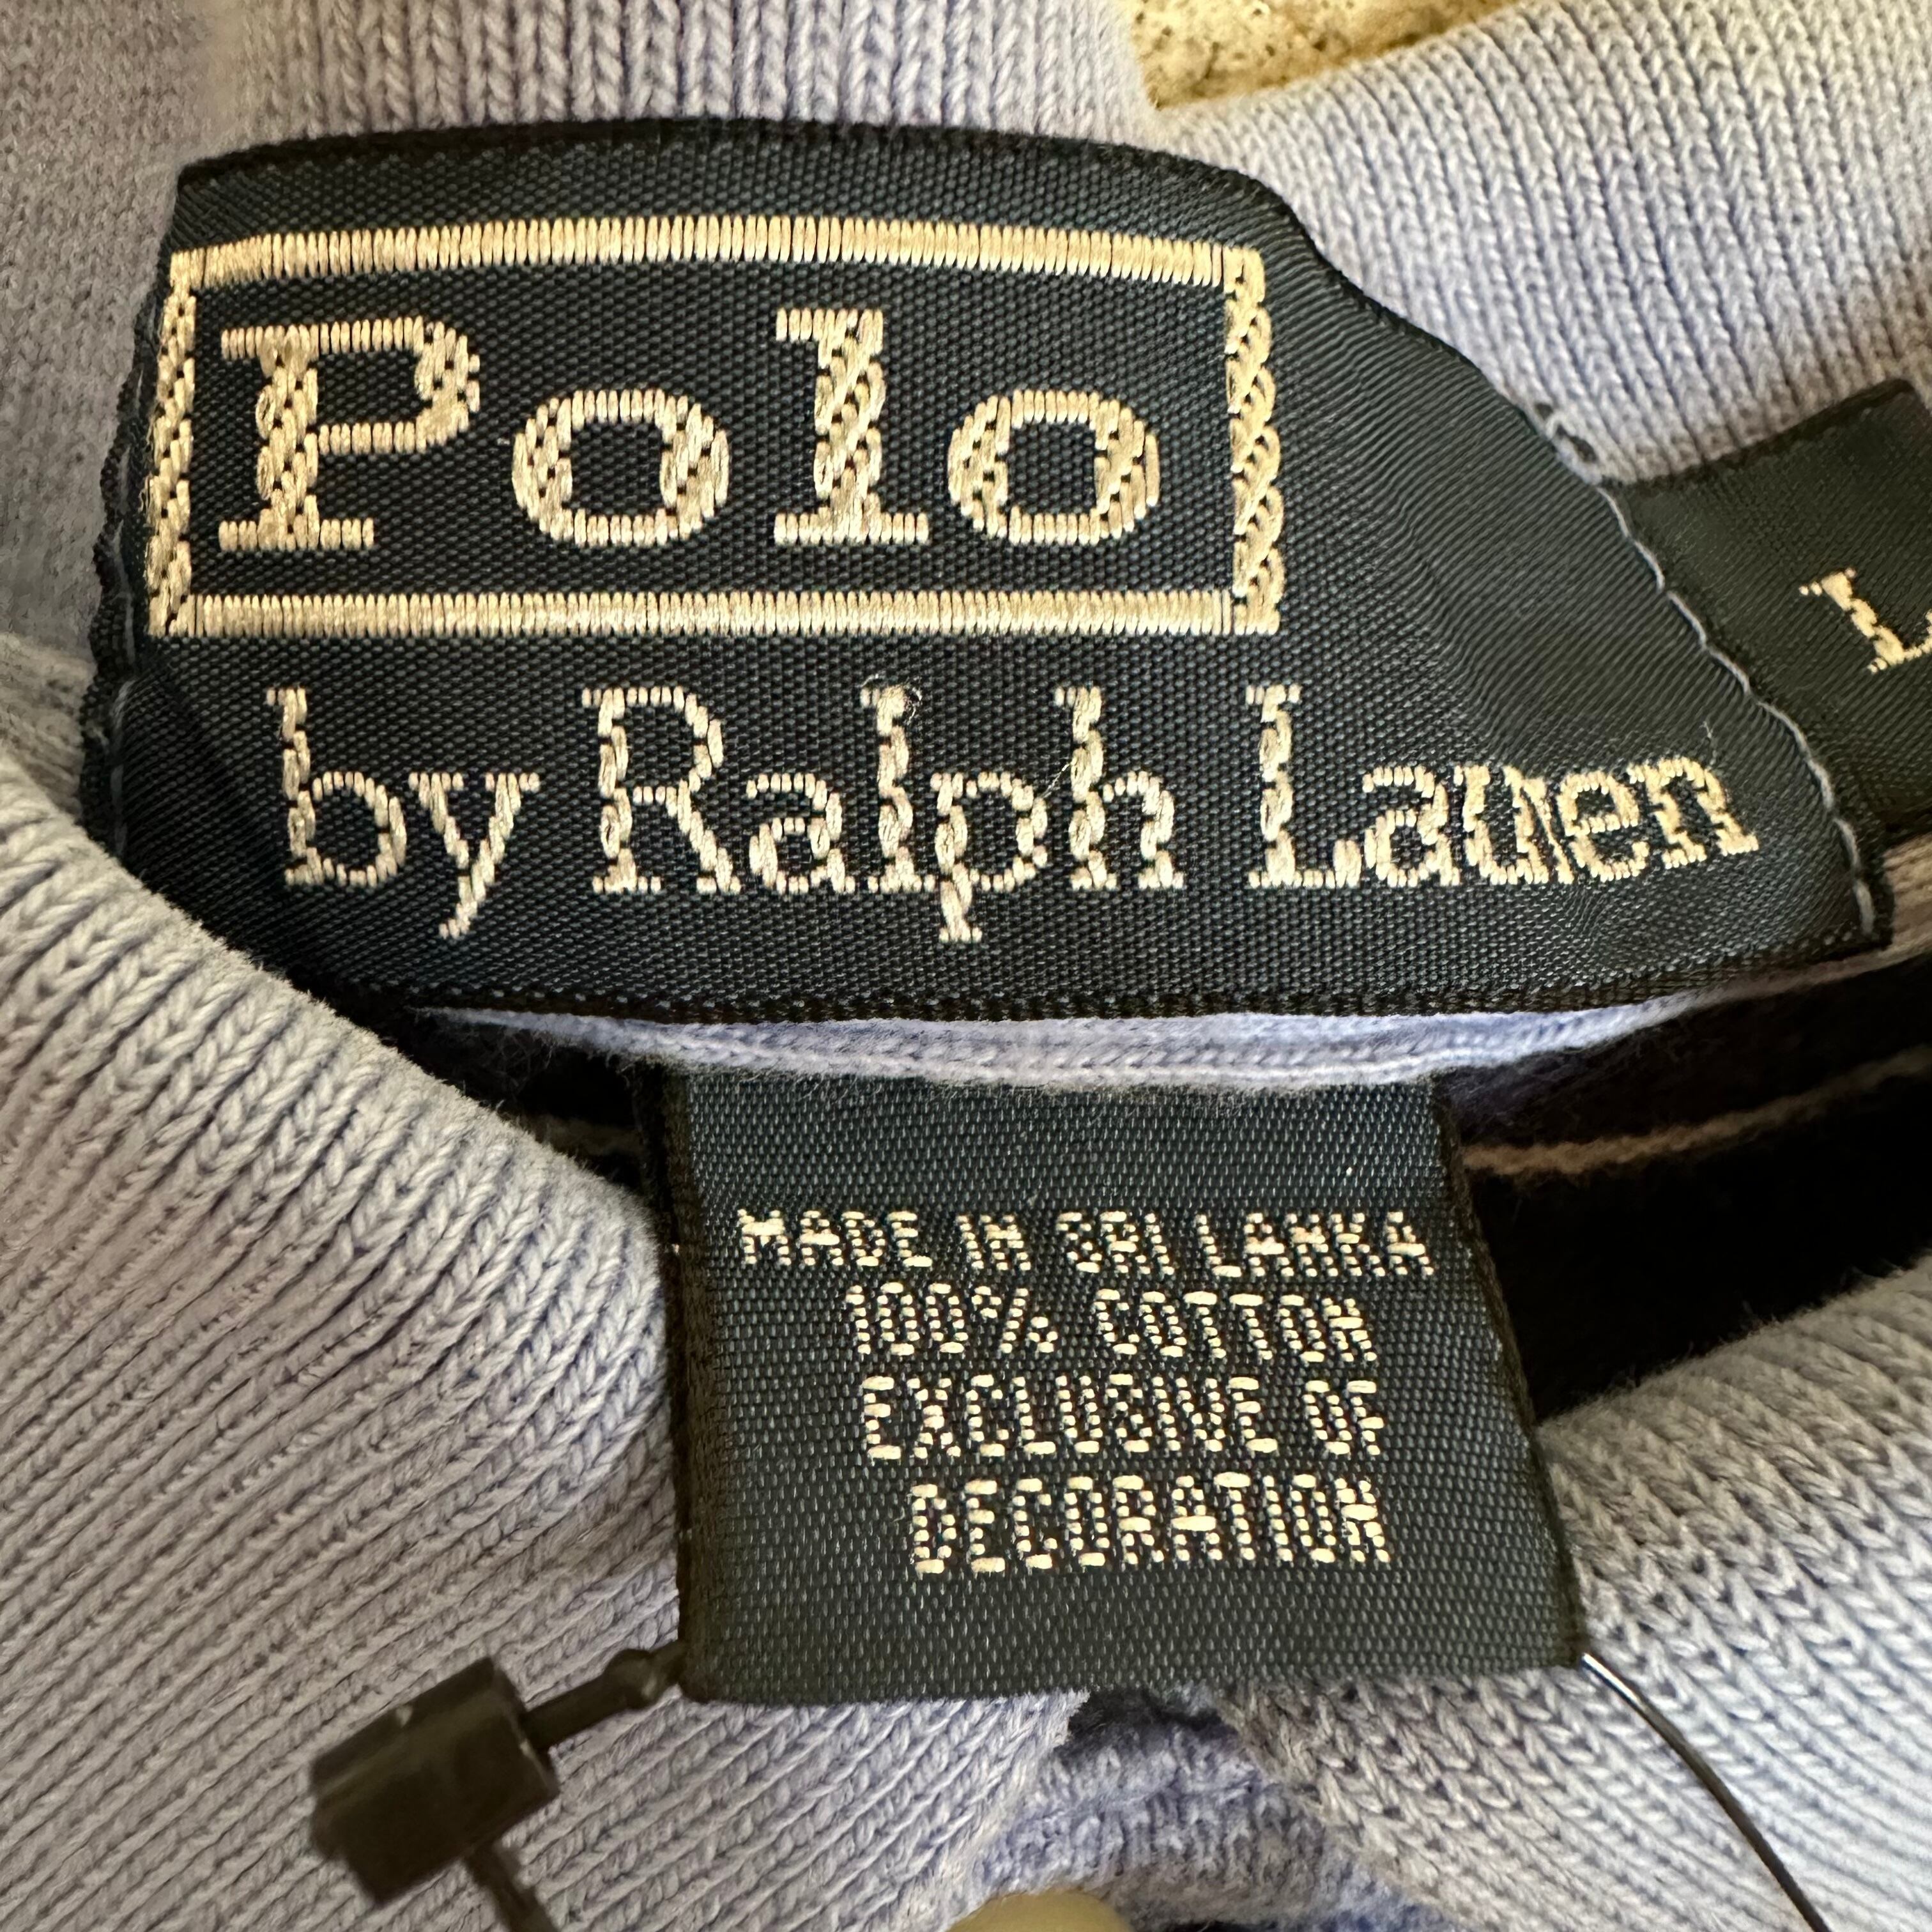 Polo
by Ralph Lauren
L
MADE IN SRI LANKA
100% COTTON
EXCLUSIVE OF
DECORATION